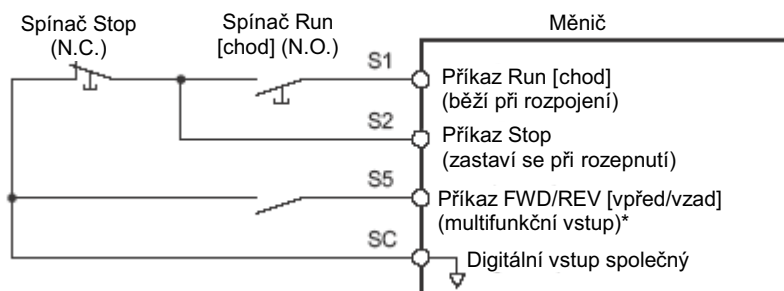 Spínač Stop
(N.C.)
Spínač Run
[chod] (N.O.)
Měnič
S1
Příkaz Run [chod]
(běží při rozpojení)
S2
Příkaz Stop
(zastaví se při rozepnutí)
S5
Příkaz FWD/REV [vpřed/vzad]
(multifunkční vstup)*
SC
Digitální vstup společný